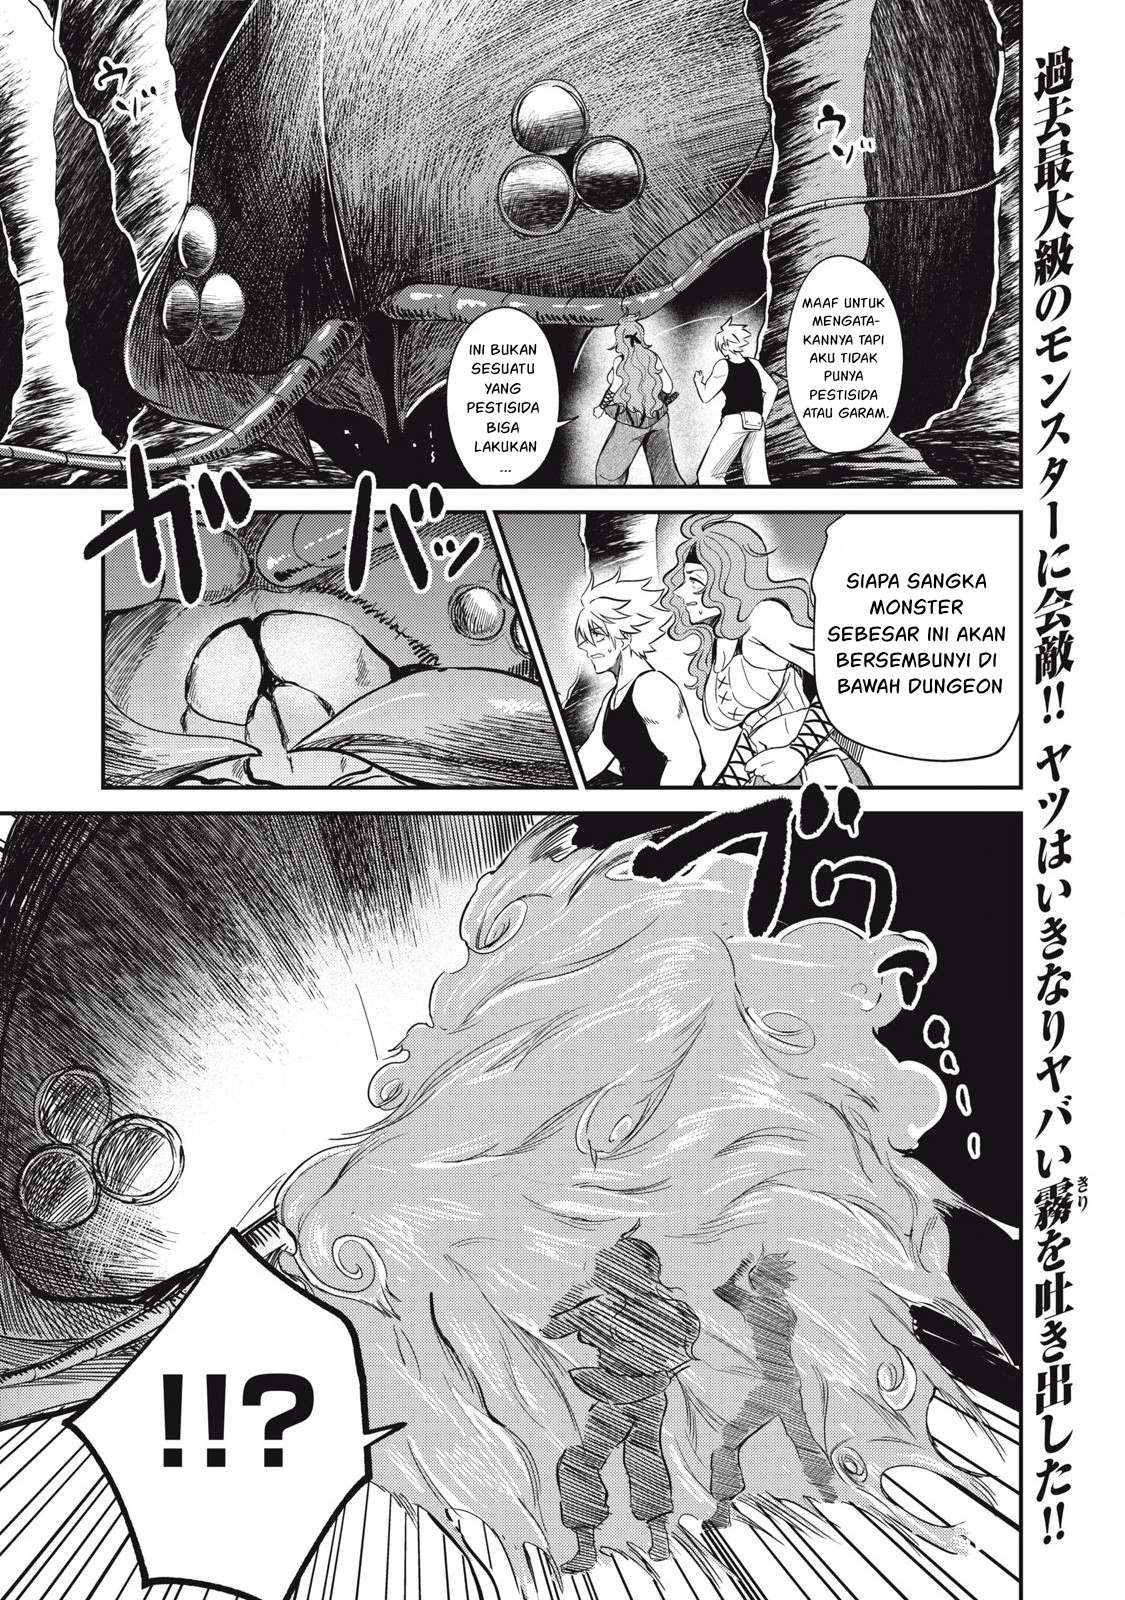 過去最大級のモンスターに会敵!! ヤツはいきなりヤバい霧を吐き出した!!
きり
ウゾ
ウゾ
MAAF UNTUK
MENGATA-
KANNYA TAPI
AKU TIDAK
PUNYA
PESTISIDA
ATAU GARAM.
INI BUKAN
SESUATU
YANG
PESTISIDA
BISA
LAKUKAN
...
SIAPA SANGKA
MONSTER
SEBESAR INI AKAN
BERSEMBUNYI DI
BAWAH DUNGEON
ガバッ
ブワッ
!!?